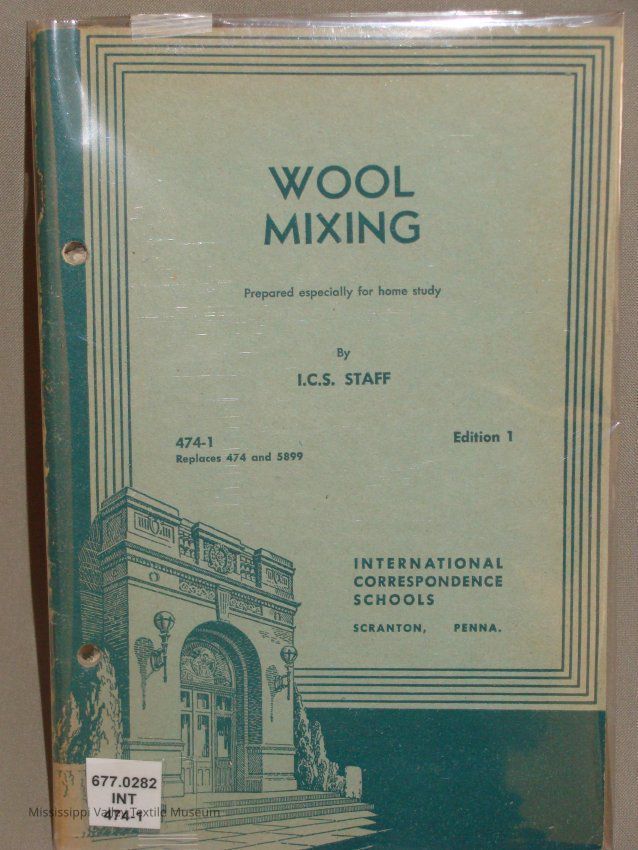 WOOL
MIXING
Prepared especially for home study
By
I.C.S. STAFF
474-1
Replaces 474 and 5899
Edition 1
INTERNATIONAL
CORRESPONDENCE
SCHOOLS
SCRANTON, PENNA.
677.0282
INT
474-1
Mississippi Valley Textile Museum